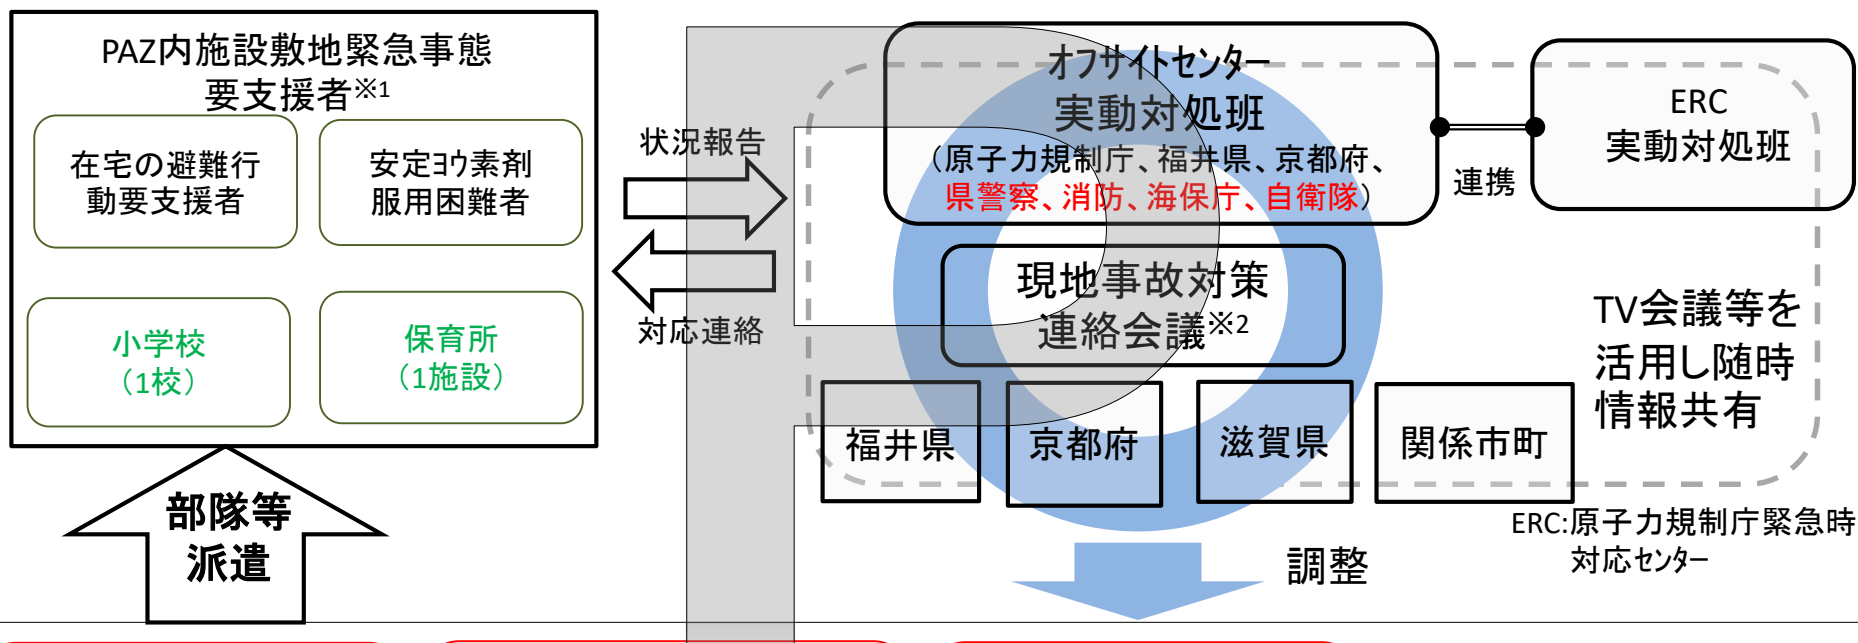 PAZ内施設敷地緊急事態
要支援者※1
在宅の避難行
動要支援者
安定ヨウ素剤
服用困難者
小学校
（1校）
保育所
（1施設）
部隊等
派遣
状況報告
対応連絡
オフサイトセンター
実動対処班
（原子力規制庁、福井県、京都府、
県警察、消防、海保庁、自衛隊）
連携
ERC
実動対処班
現地事故対策
連絡会議※2
TV会議等を
活用し随時
情報共有
福井県
京都府
滋賀県
関係市町
ERC:原子力規制庁緊急時
対応センター
調整